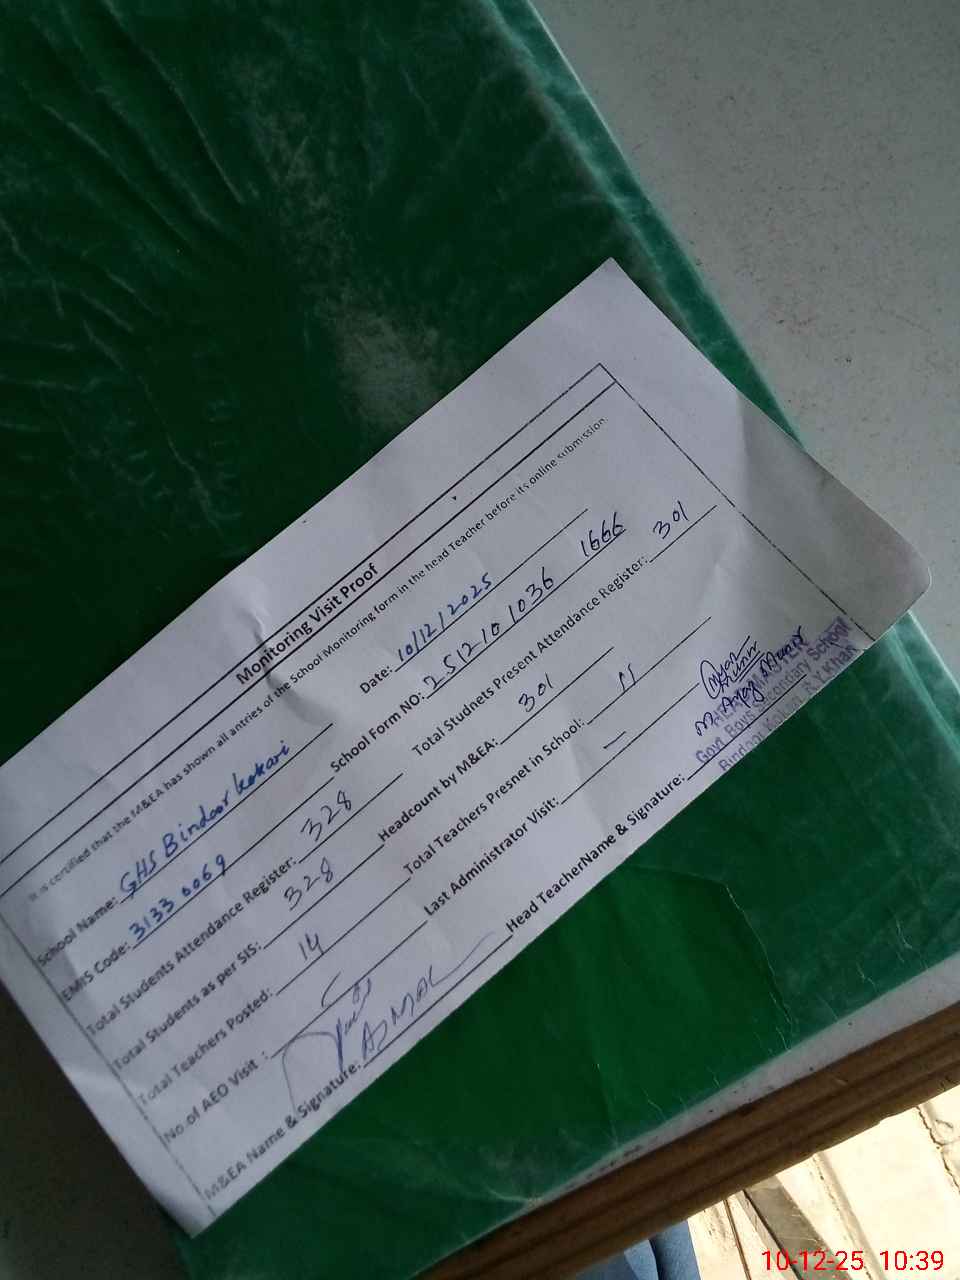 Monitoring Visit Proof
It is certified that the M&EA has shown all entries of the School Monitoring form in the head Teacher before its online submission.
School Name: GHS Bindoor kokari Date: 10/12/2025
EMIS Code: 31330069 School Form NO: 2512101036 1666
Total Students Attendance Register: 328 Total Studnets Present Attendance Register: 301
Total Students as per SIS: 328 Headcount by M&EA: 301
Total Teachers Posted: 14 Total Teachers Presnet in School: 11
No.of AEO Visit : Last Administrator Visit: —
M&EA Name & Signature: AJMAL Head TeacherName & Signature: M. Ajaz Munir
HEADMASTER
Govt. Boys Secondary School
Bindoor R.Y.Khan
10-12-25 10:39